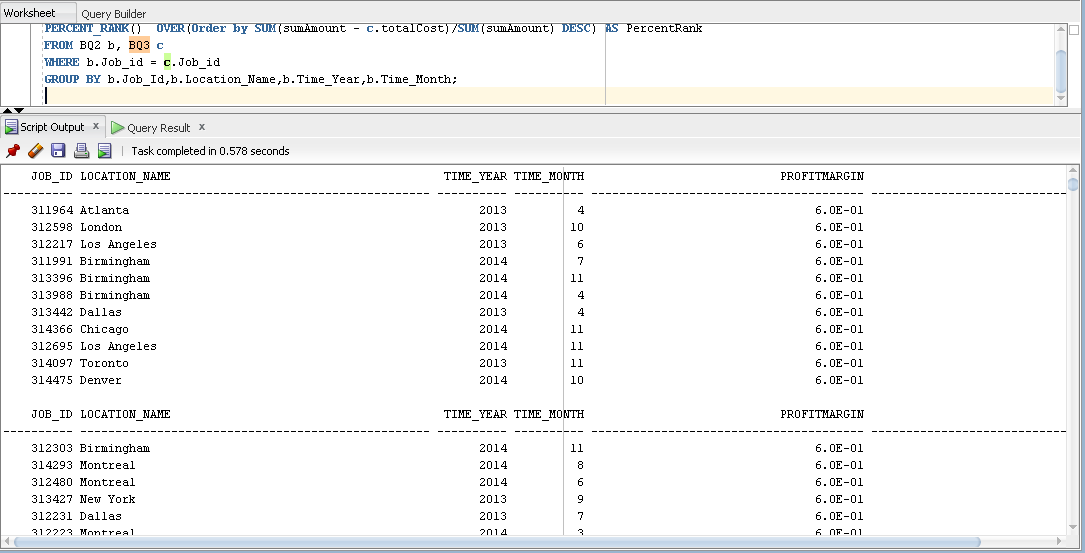 Worksheet Query Builder
PERCENT_RANK() OVER(Order by SUM(sumAmount - c.totalCost)/SUM(sumAmount) DESC) AS PercentRank
FROM BQ2 b, BQ3 c
WHERE b.Job_id = c.Job_id
GROUP BY b.Job_Id,b.Location_Name,b.Time_Year,b.Time_Month;
Script Output x Query Result x
Task completed in 0.578 seconds
JOB_ID LOCATION_NAME TIME_YEAR TIME_MONTH PROFITMARGIN
311964 Atlanta 2013 4 6.0E-01
312598 London 2013 10 6.0E-01
312217 Los Angeles 2013 6 6.0E-01
311991 Birmingham 2014 7 6.0E-01
313396 Birmingham 2014 11 6.0E-01
313988 Birmingham 2014 4 6.0E-01
313442 Dallas 2013 4 6.0E-01
314366 Chicago 2014 11 6.0E-01
312695 Los Angeles 2014 11 6.0E-01
314097 Toronto 2013 11 6.0E-01
314475 Denver 2014 10 6.0E-01
JOB_ID LOCATION_NAME TIME_YEAR TIME_MONTH PROFITMARGIN
312303 Birmingham 2014 11 6.0E-01
314293 Montreal 2014 8 6.0E-01
312480 Montreal 2014 6 6.0E-01
313427 New York 2013 9 6.0E-01
312231 Dallas 2013 7 6.0E-01
312223 Montreal 2014 3 6.0E-01